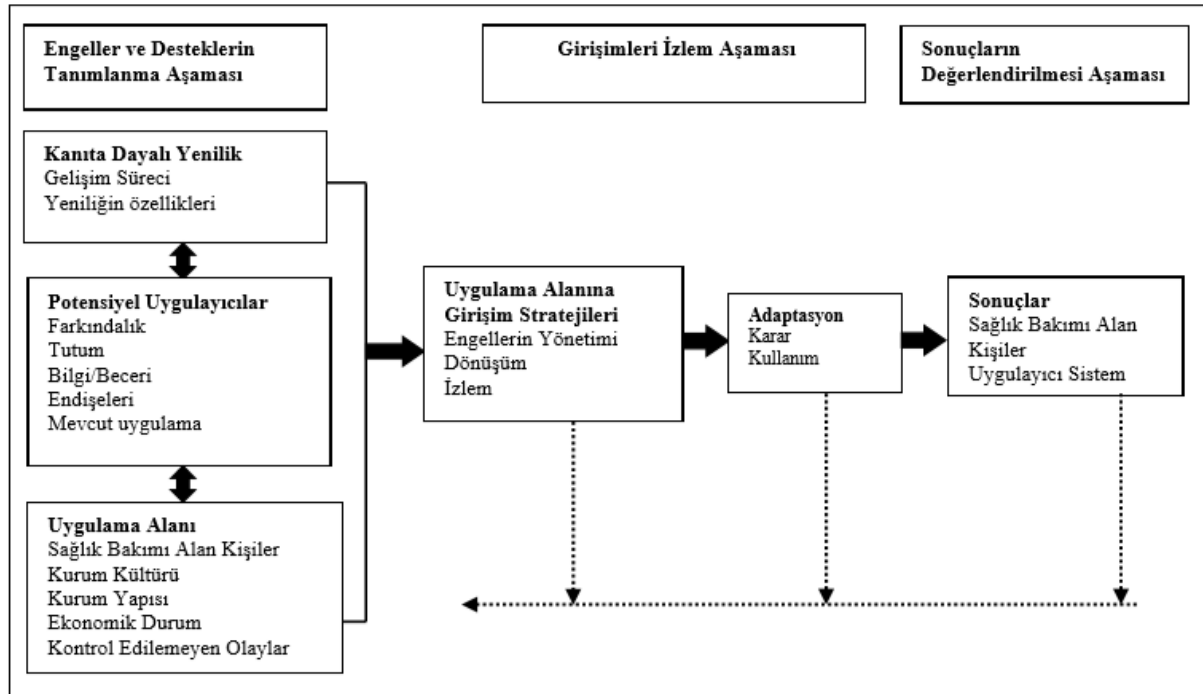 Engeller ve Desteklerin
Tanımlanma Aşaması
Girişimleri İzlem Aşaması
Sonuçların
Değerlendirilmesi Aşaması
Kanıta Dayalı Yenilik
Gelişim Süreci
Yeniliğin özellikleri
Potensiyel Uygulayıcılar
Farkındalık
Tutum
Bilgi/Beceri
Endişeleri
Mevcut uygulama
Uygulama Alanı
Sağlık Bakımı Alan Kişiler
Kurum Kültürü
Kurum Yapısı
Ekonomik Durum
Kontrol Edilemeyen Olaylar
Uygulama Alanına
Girişim Stratejileri
Engellerin Yönetimi
Dönüşüm
İzlem
Adaptasyon
Karar
Kullanım
Sonuçlar
Sağlık Bakımı Alan
Kişiler
Uygulayıcı Sistem